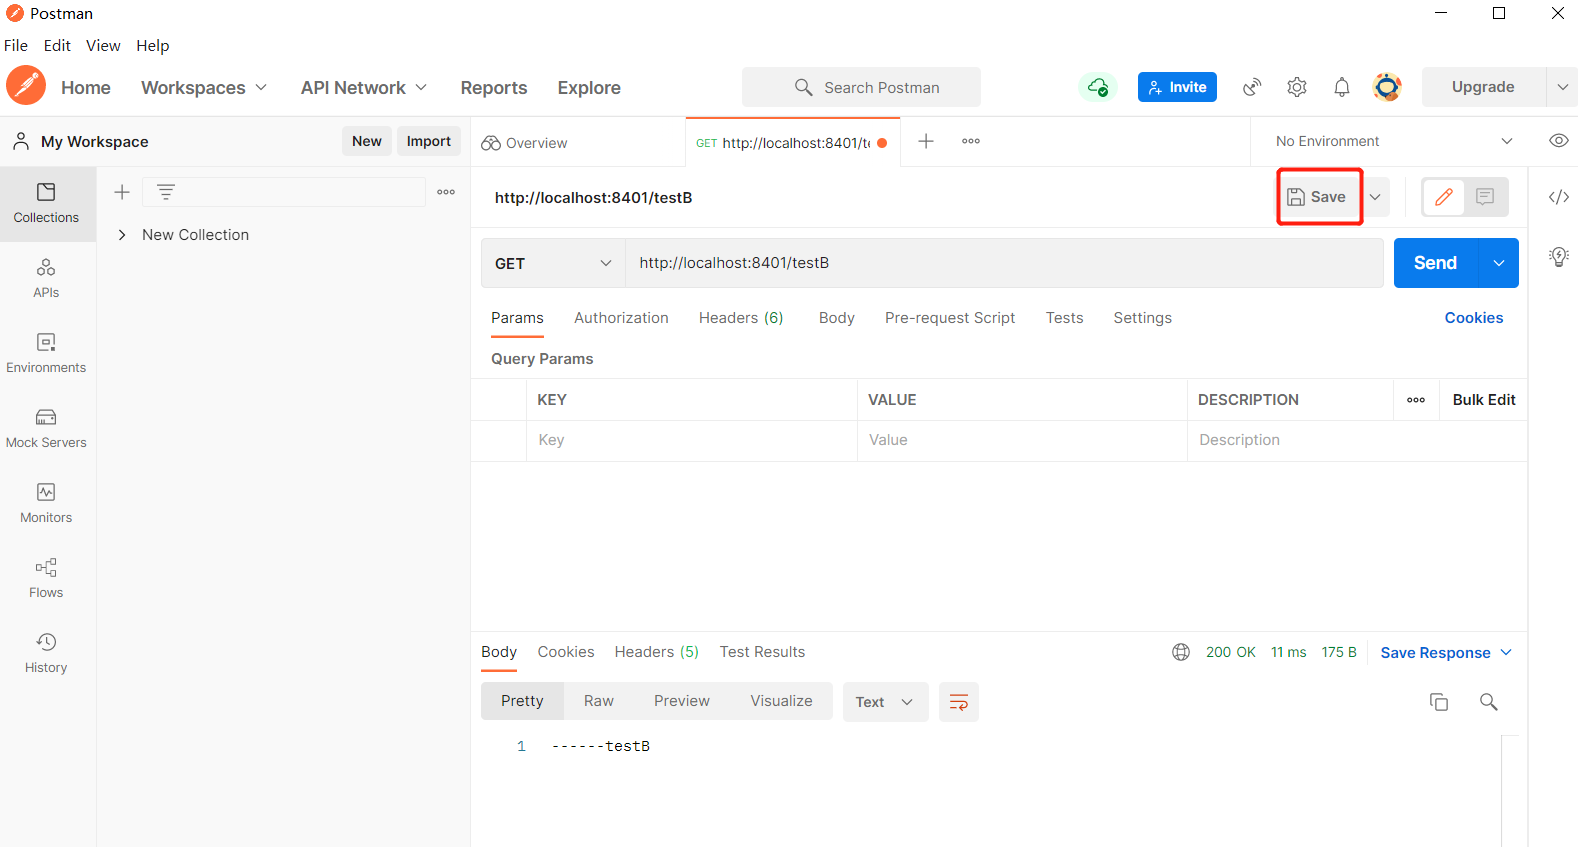 Postman
File Edit View Help
Home Workspaces API Network Reports Explore Search Postman Invite Upgrade
My Workspace New Import Overview GET http://localhost:8401/te No Environment
Collections
APIs
Environments
Mock Servers
Monitors
Flows
History
New Collection
http://localhost:8401/testB Save
GET http://localhost:8401/testB Send
Params Authorization Headers (6) Body Pre-request Script Tests Settings Cookies
Query Params
KEY VALUE DESCRIPTION Bulk Edit
Key Value Description
Body Cookies Headers (5) Test Results 200 OK 11 ms 175 B Save Response
Pretty Raw Preview Visualize Text
1 ------testB